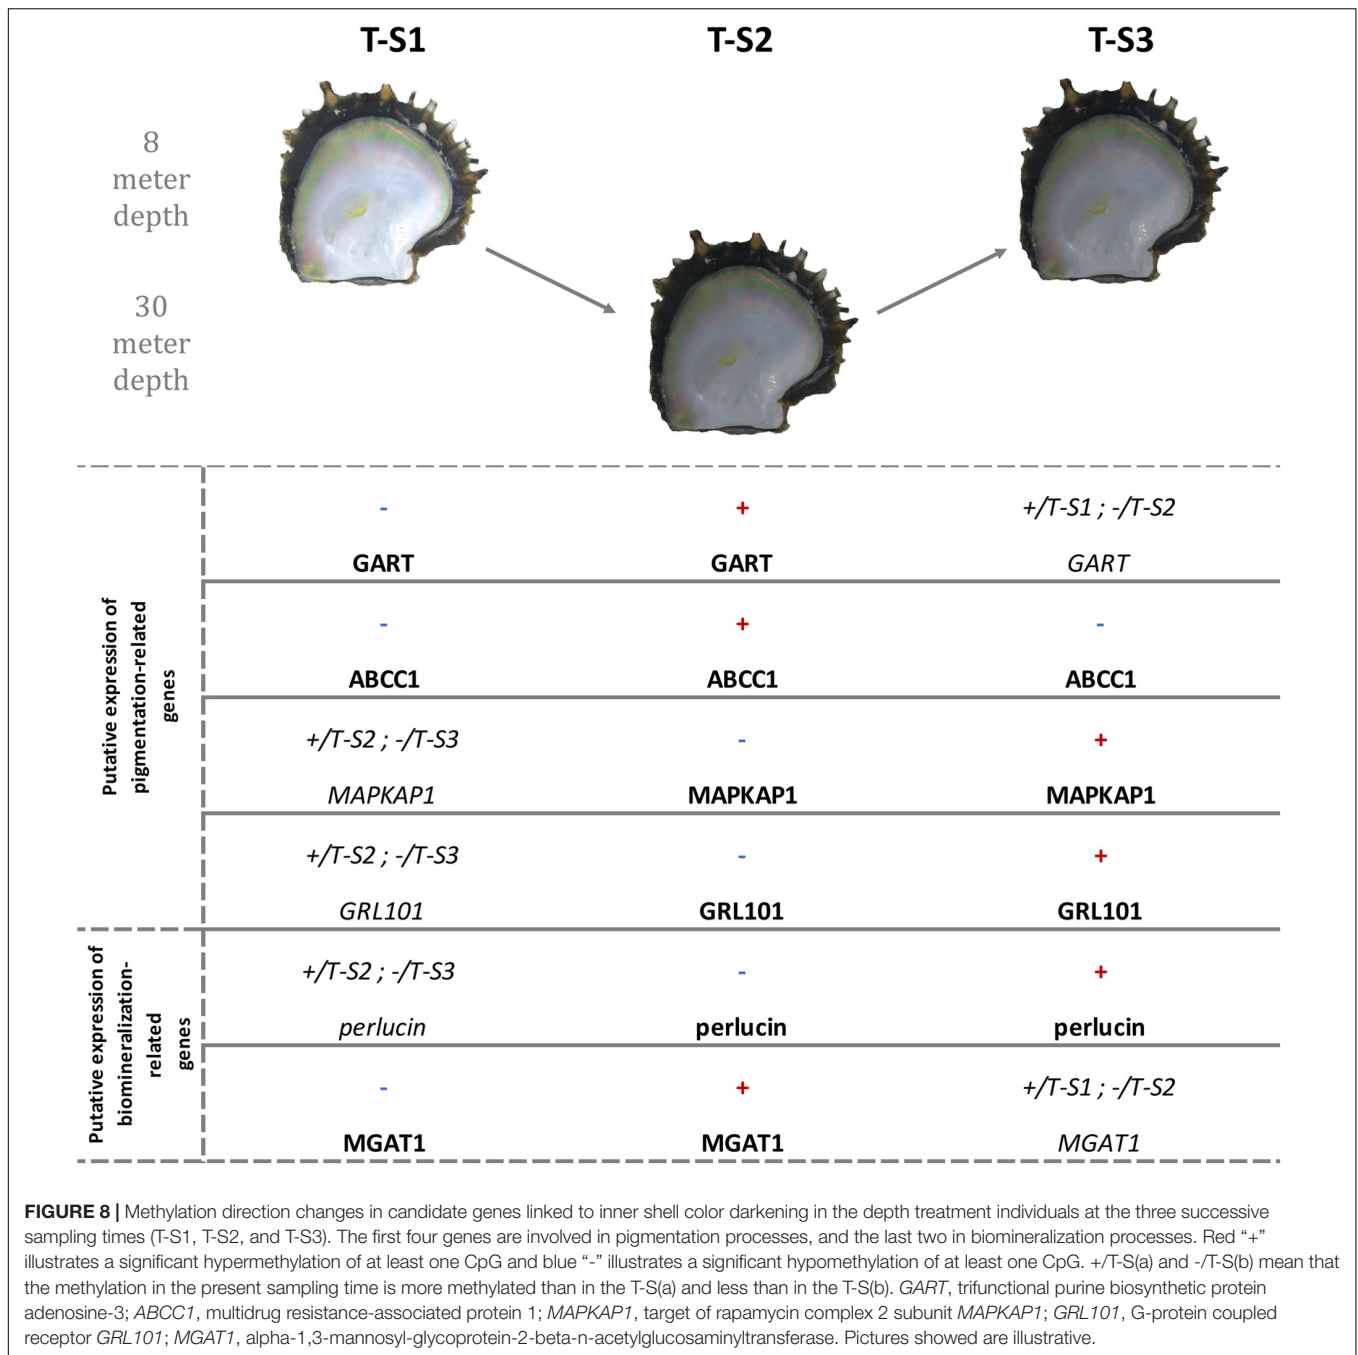 T-S1 T-S2 T-S3
8
meter
depth
30
meter
depth
Putative expression of
pigmentation-related
genes
- + +/T-S1 ; -/T-S2
GART GART GART
- + -
ABCC1 ABCC1 ABCC1
+/T-S2 ; -/T-S3 - +
MAPKAP1 MAPKAP1 MAPKAP1
+/T-S2 ; -/T-S3 - +
GRL101 GRL101 GRL101
Putative expression of
biomineralization-
related
genes
+/T-S2 ; -/T-S3 - +
perlucin perlucin perlucin
- + +/T-S1 ; -/T-S2
MGAT1 MGAT1 MGAT1
FIGURE 8 | Methylation direction changes in candidate genes linked to inner shell color darkening in the depth treatment individuals at the three successive
sampling times (T-S1, T-S2, and T-S3). The first four genes are involved in pigmentation processes, and the last two in biomineralization processes. Red “+”
illustrates a significant hypermethylation of at least one CpG and blue “-” illustrates a significant hypomethylation of at least one CpG. +/T-S(a) and -/T-S(b) mean that
the methylation in the present sampling time is more methylated than in the T-S(a) and less than in the T-S(b). GART, trifunctional purine biosynthetic protein
adenosine-3; ABCC1, multidrug resistance-associated protein 1; MAPKAP1, target of rapamycin complex 2 subunit MAPKAP1; GRL101, G-protein coupled
receptor GRL101; MGAT1, alpha-1,3-mannosyl-glycoprotein-2-beta-n-acetylglucosaminyltransferase. Pictures showed are illustrative.